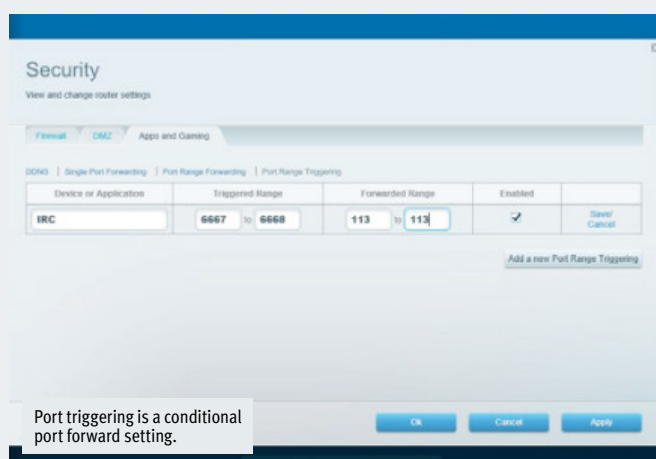 Security
View and change router settings
Firewall DMZ Apps and Gaming
DDNS | Single Port Forwarding | Port Range Forwarding | Port Range Triggering
Device or Application Triggered Range Forwarded Range Enabled
IRC 6667 to 6668 113 to 113 Save/
Cancel
Add a new Port Range Triggering
Port triggering is a conditional
port forward setting.
Ok Cancel Apply